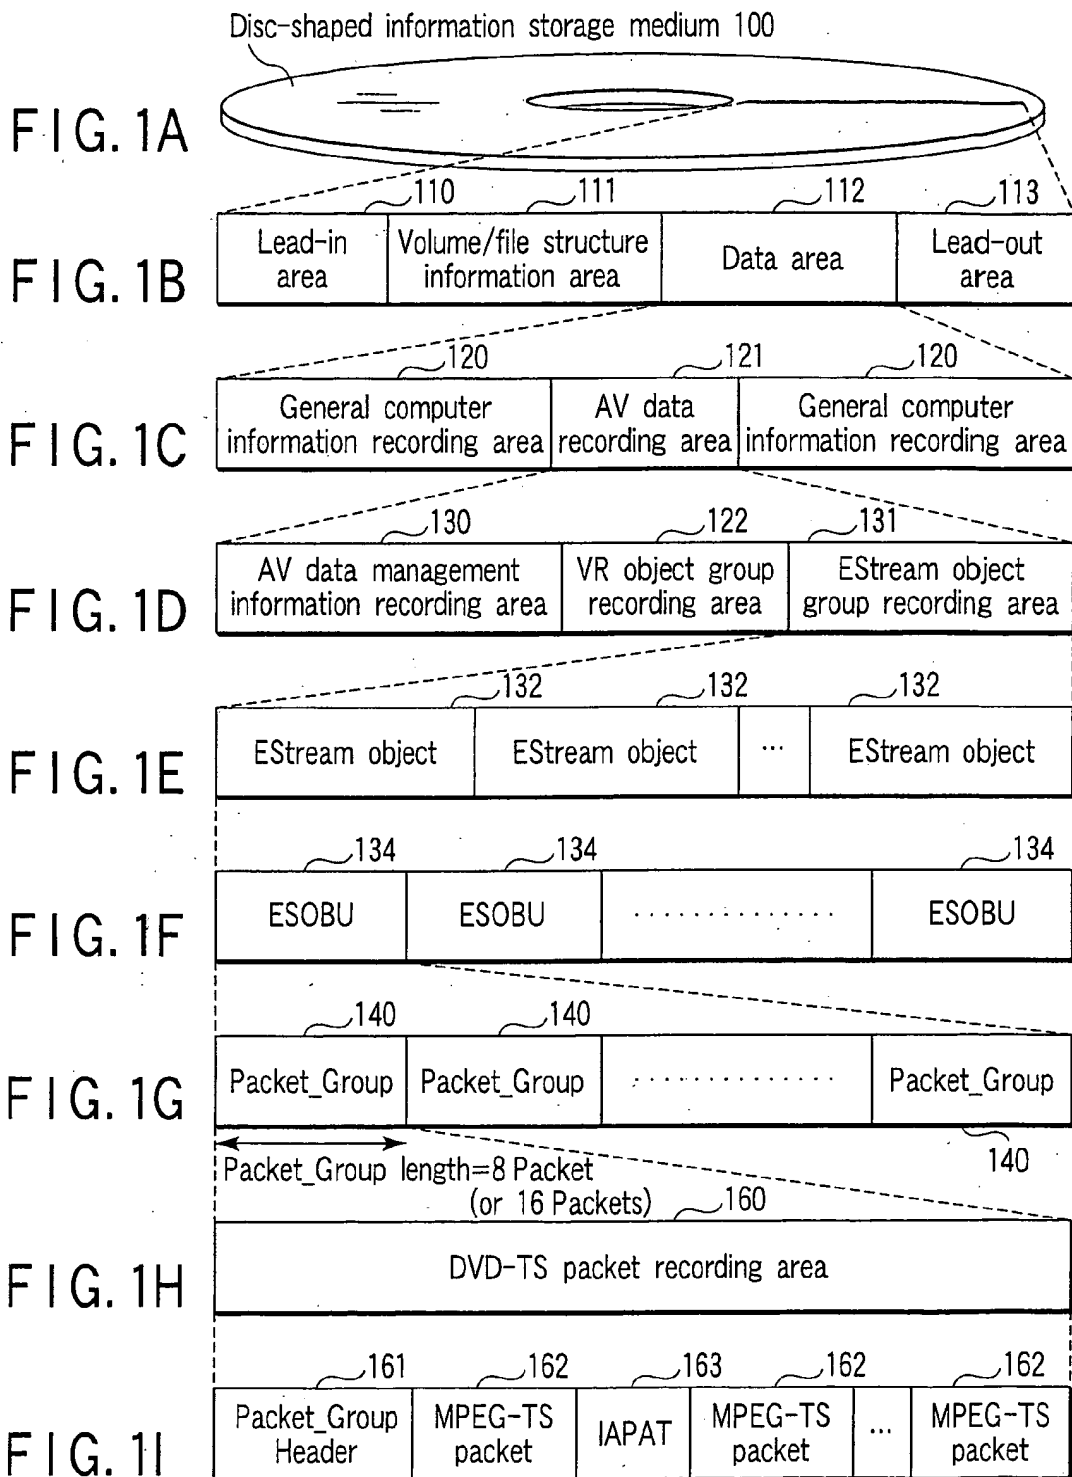 Disc-shaped information storage medium 100
FIG. 1A
110 111 112 113
Lead-in area
Volume/file structure information area
Data area
Lead-out area
FIG. 1B
120 121 120
General computer information recording area
AV data recording area
General computer information recording area
FIG. 1C
130 122 131
AV data management information recording area
VR object group recording area
EStream object group recording area
FIG. 1D
132 132 132
EStream object EStream object ... EStream object
FIG. 1E
134 134 134
ESOBU ESOBU .............. ESOBU
FIG. 1F
140 140
Packet_Group Packet_Group .............. Packet_Group
FIG. 1G
140
Packet_Group length=8 Packet
(or 16 Packets)
160
DVD-TS packet recording area
FIG. 1H
161 162 163 162 162
Packet_Group Header
MPEG-TS packet
IAPAT
MPEG-TS packet
...
MPEG-TS packet
FIG. 1I